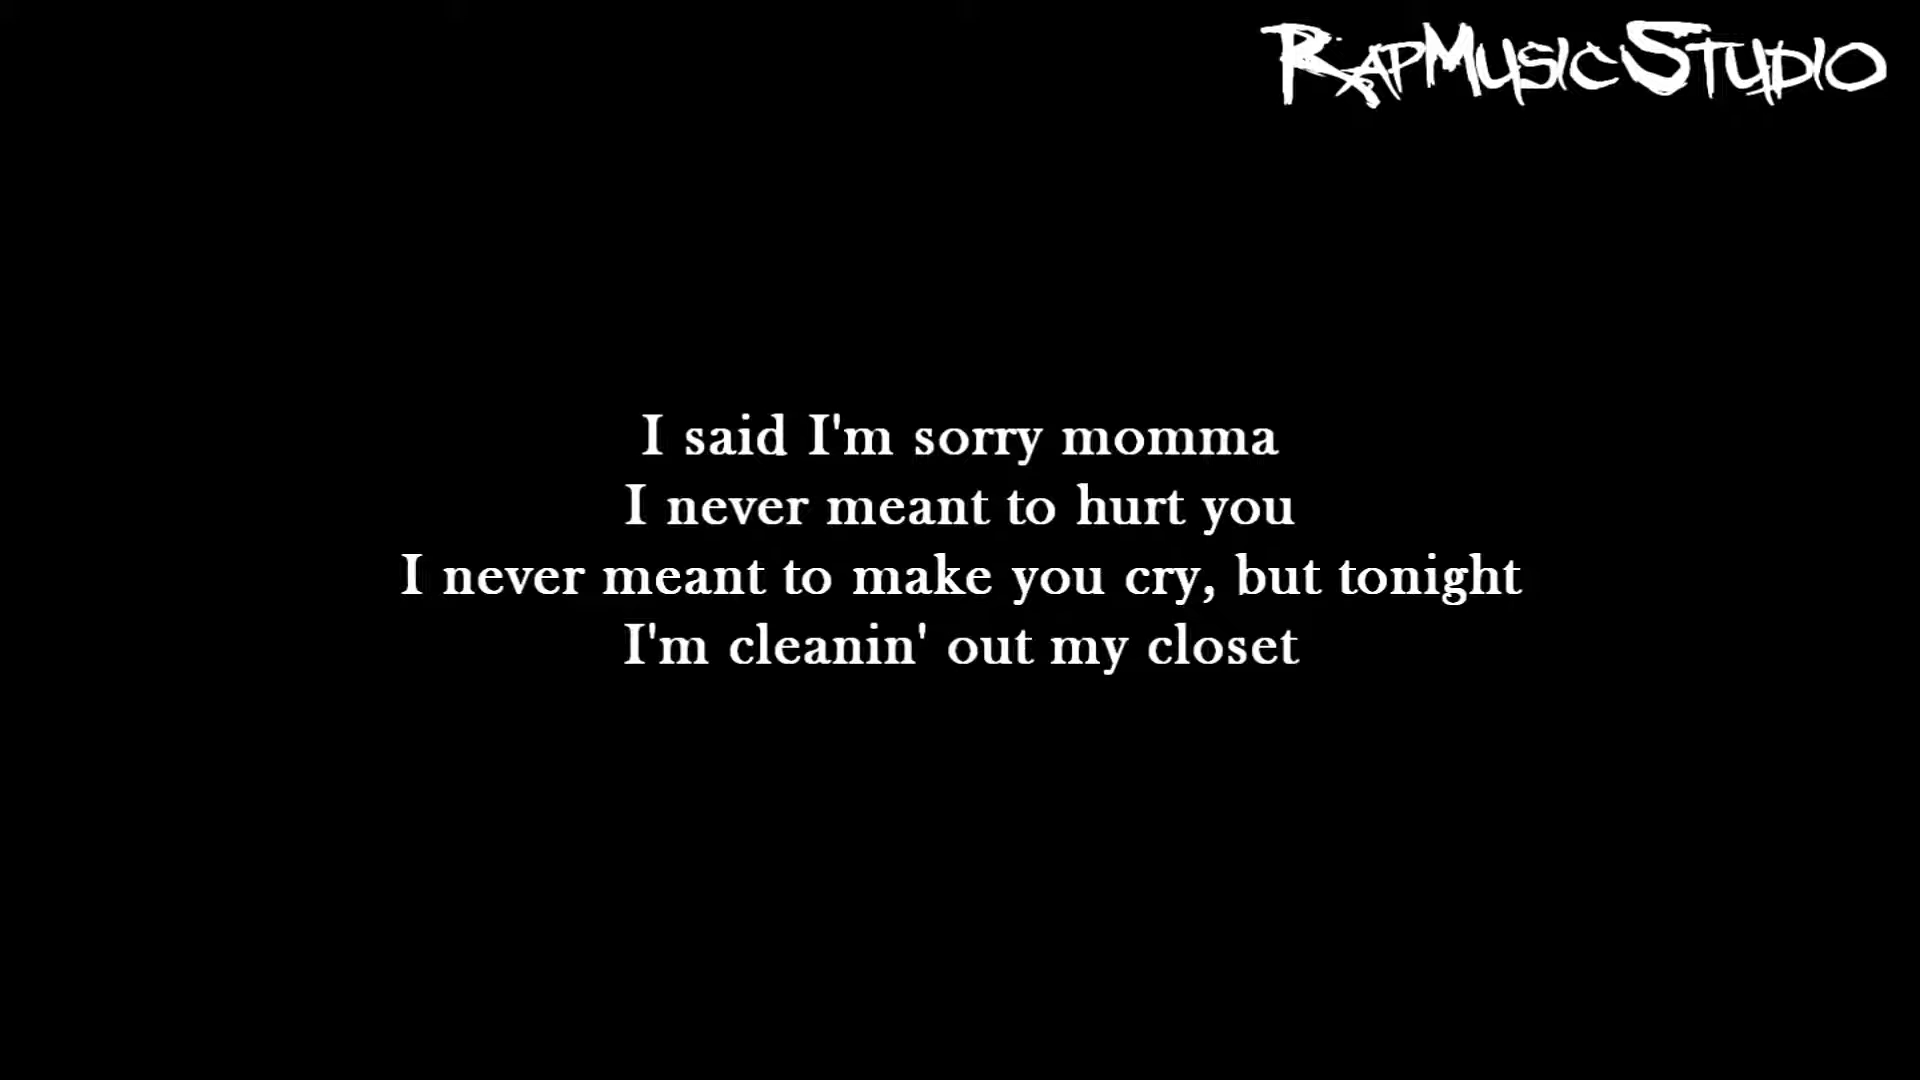 RapMusicStudio
I said I'm sorry momma
I never meant to hurt you
I never meant to make you cry, but tonight
I'm cleanin' out my closet